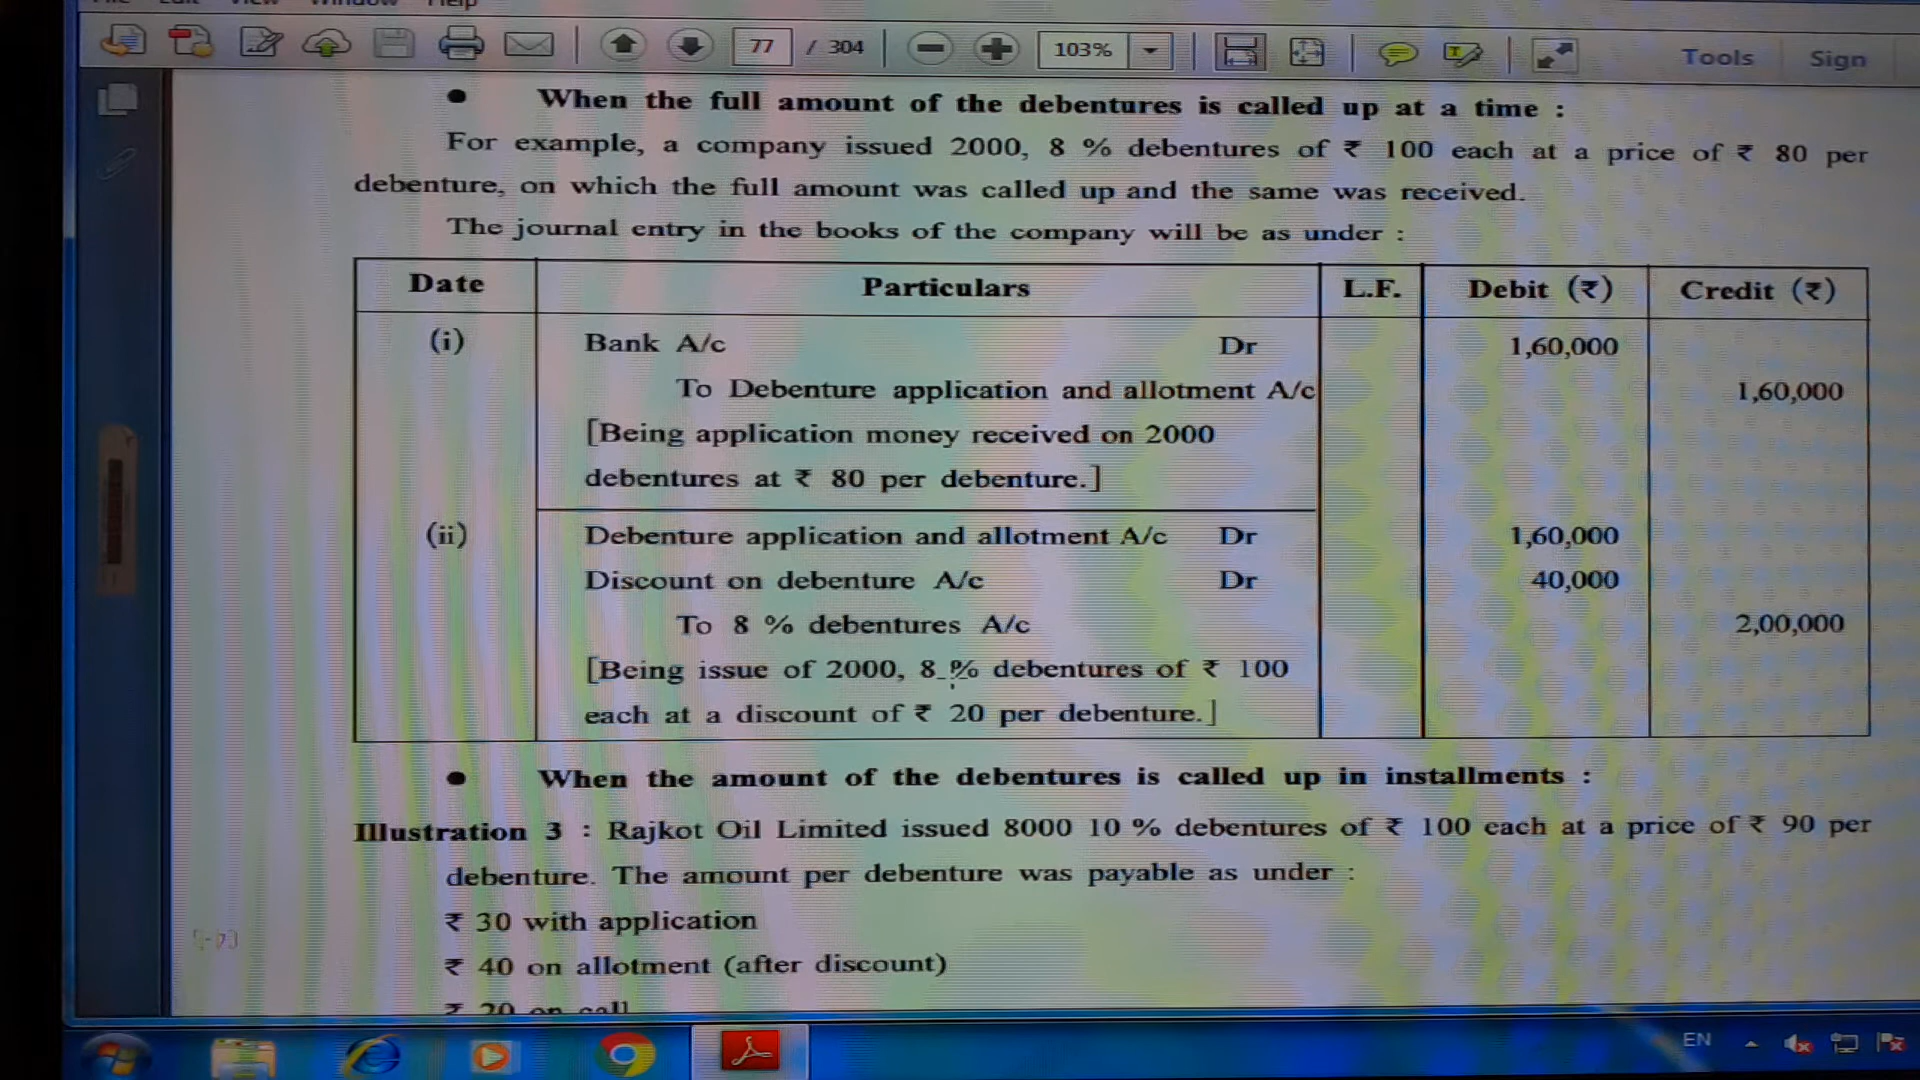 File Edit View Window Help
77 / 304 103% Tools Sign
● When the full amount of the debentures is called up at a time :
For example, a company issued 2000, 8 % debentures of ₹ 100 each at a price of ₹ 80 per
debenture, on which the full amount was called up and the same was received.
The journal entry in the books of the company will be as under :
Date Particulars L.F. Debit (₹) Credit (₹)
(i) Bank A/c Dr 1,60,000
To Debenture application and allotment A/c 1,60,000
[Being application money received on 2000
debentures at ₹ 80 per debenture.]
(ii) Debenture application and allotment A/c Dr 1,60,000
Discount on debenture A/c Dr 40,000
To 8 % debentures A/c 2,00,000
[Being issue of 2000, 8 % debentures of ₹ 100
each at a discount of ₹ 20 per debenture.]
● When the amount of the debentures is called up in installments :
Illustration 3 : Rajkot Oil Limited issued 8000 10 % debentures of ₹ 100 each at a price of ₹ 90 per
debenture. The amount per debenture was payable as under :
₹ 30 with application
₹ 40 on allotment (after discount)
₹ 20 on call
EN